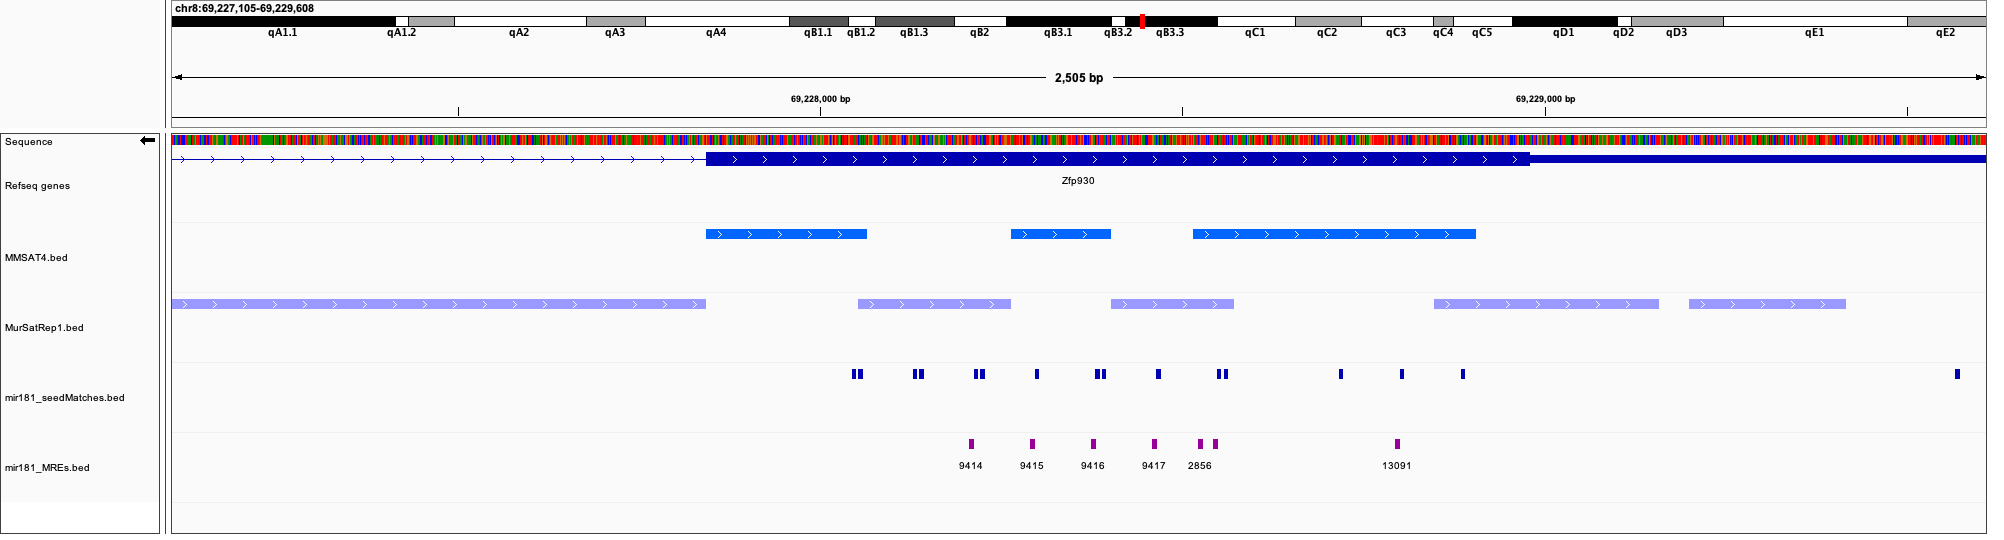 chr8:69,227,105-69,229,608
qA1.1 qA1.2 qA2 qA3 qA4 qB1.1 qB1.2 qB1.3 qB2 qB3.1 qB3.2 qB3.3 qC1 qC2 qC3 qC4 qC5 qD1 qD2 qD3 qE1 qE2
2,505 bp
69,228,000 bp 69,229,000 bp
Sequence
Refseq genes
Zfp930
MMSAT4.bed
MurSatRep1.bed
mir181_seedMatches.bed
mir181_MREs.bed
9414 9415 9416 9417 2856 13091